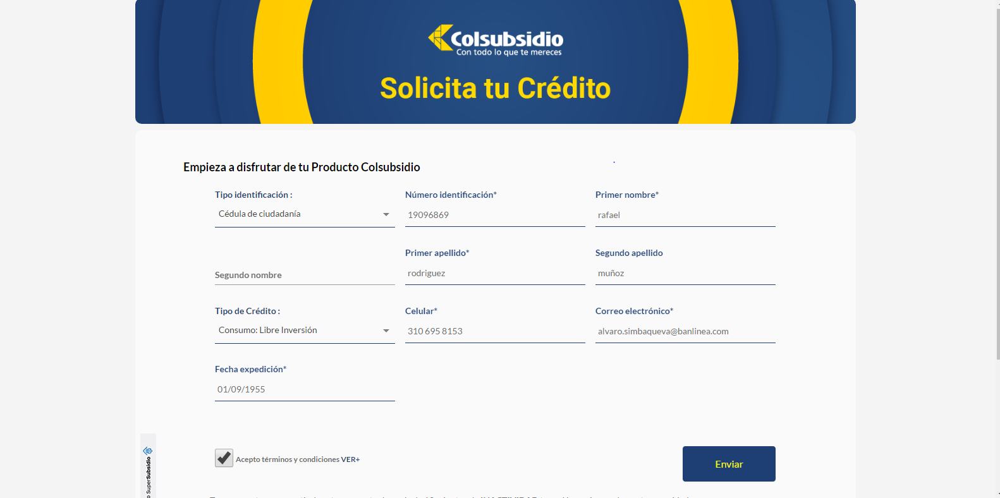 Colsubsidio
Con todo lo que te mereces
Solicita tu Crédito
Empieza a disfrutar de tu Producto Colsubsidio
Tipo identificación :
Cédula de ciudadanía
Número identificación*
19096869
Primer nombre*
rafael
Segundo nombre
Primer apellido*
rodriguez
Segundo apellido
muñoz
Tipo de Crédito :
Consumo: Libre Inversión
Celular*
310 695 8153
Correo electrónico*
alvaro.simbaqueva@banlinea.com
Fecha expedición*
01/09/1955
Acepto términos y condiciones VER+
Enviar
SuperSubsidio